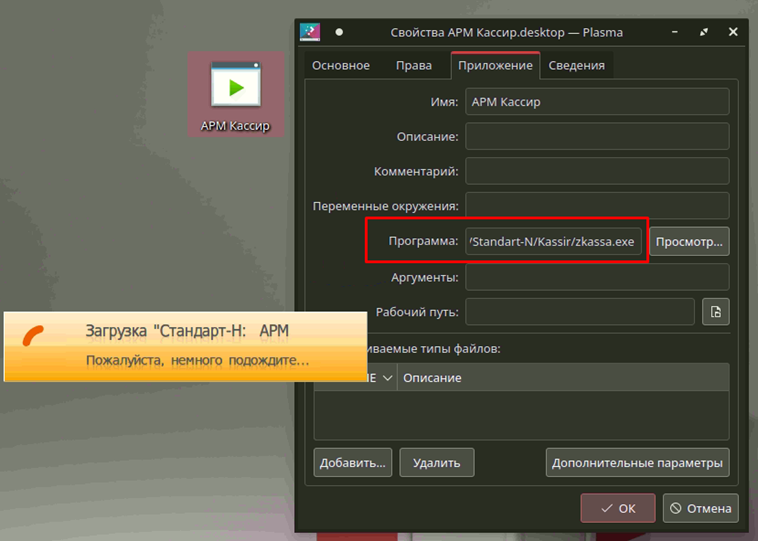 Свойства АРМ Кассир.desktop — Plasma
Основное Права Приложение Сведения
АРМ Кассир
Имя: АРМ Кассир
Описание:
Комментарий:
Переменные окружения:
Программа: /Standart-N/Kassir/zkassa.exe Просмотр...
Аргументы:
Рабочий путь:
Загрузка "Стандарт-Н: АРМ
Пожалуйста, немного подождите...
иваемые типы файлов:
Описание
Добавить... Удалить Дополнительные параметры
ОК Отмена